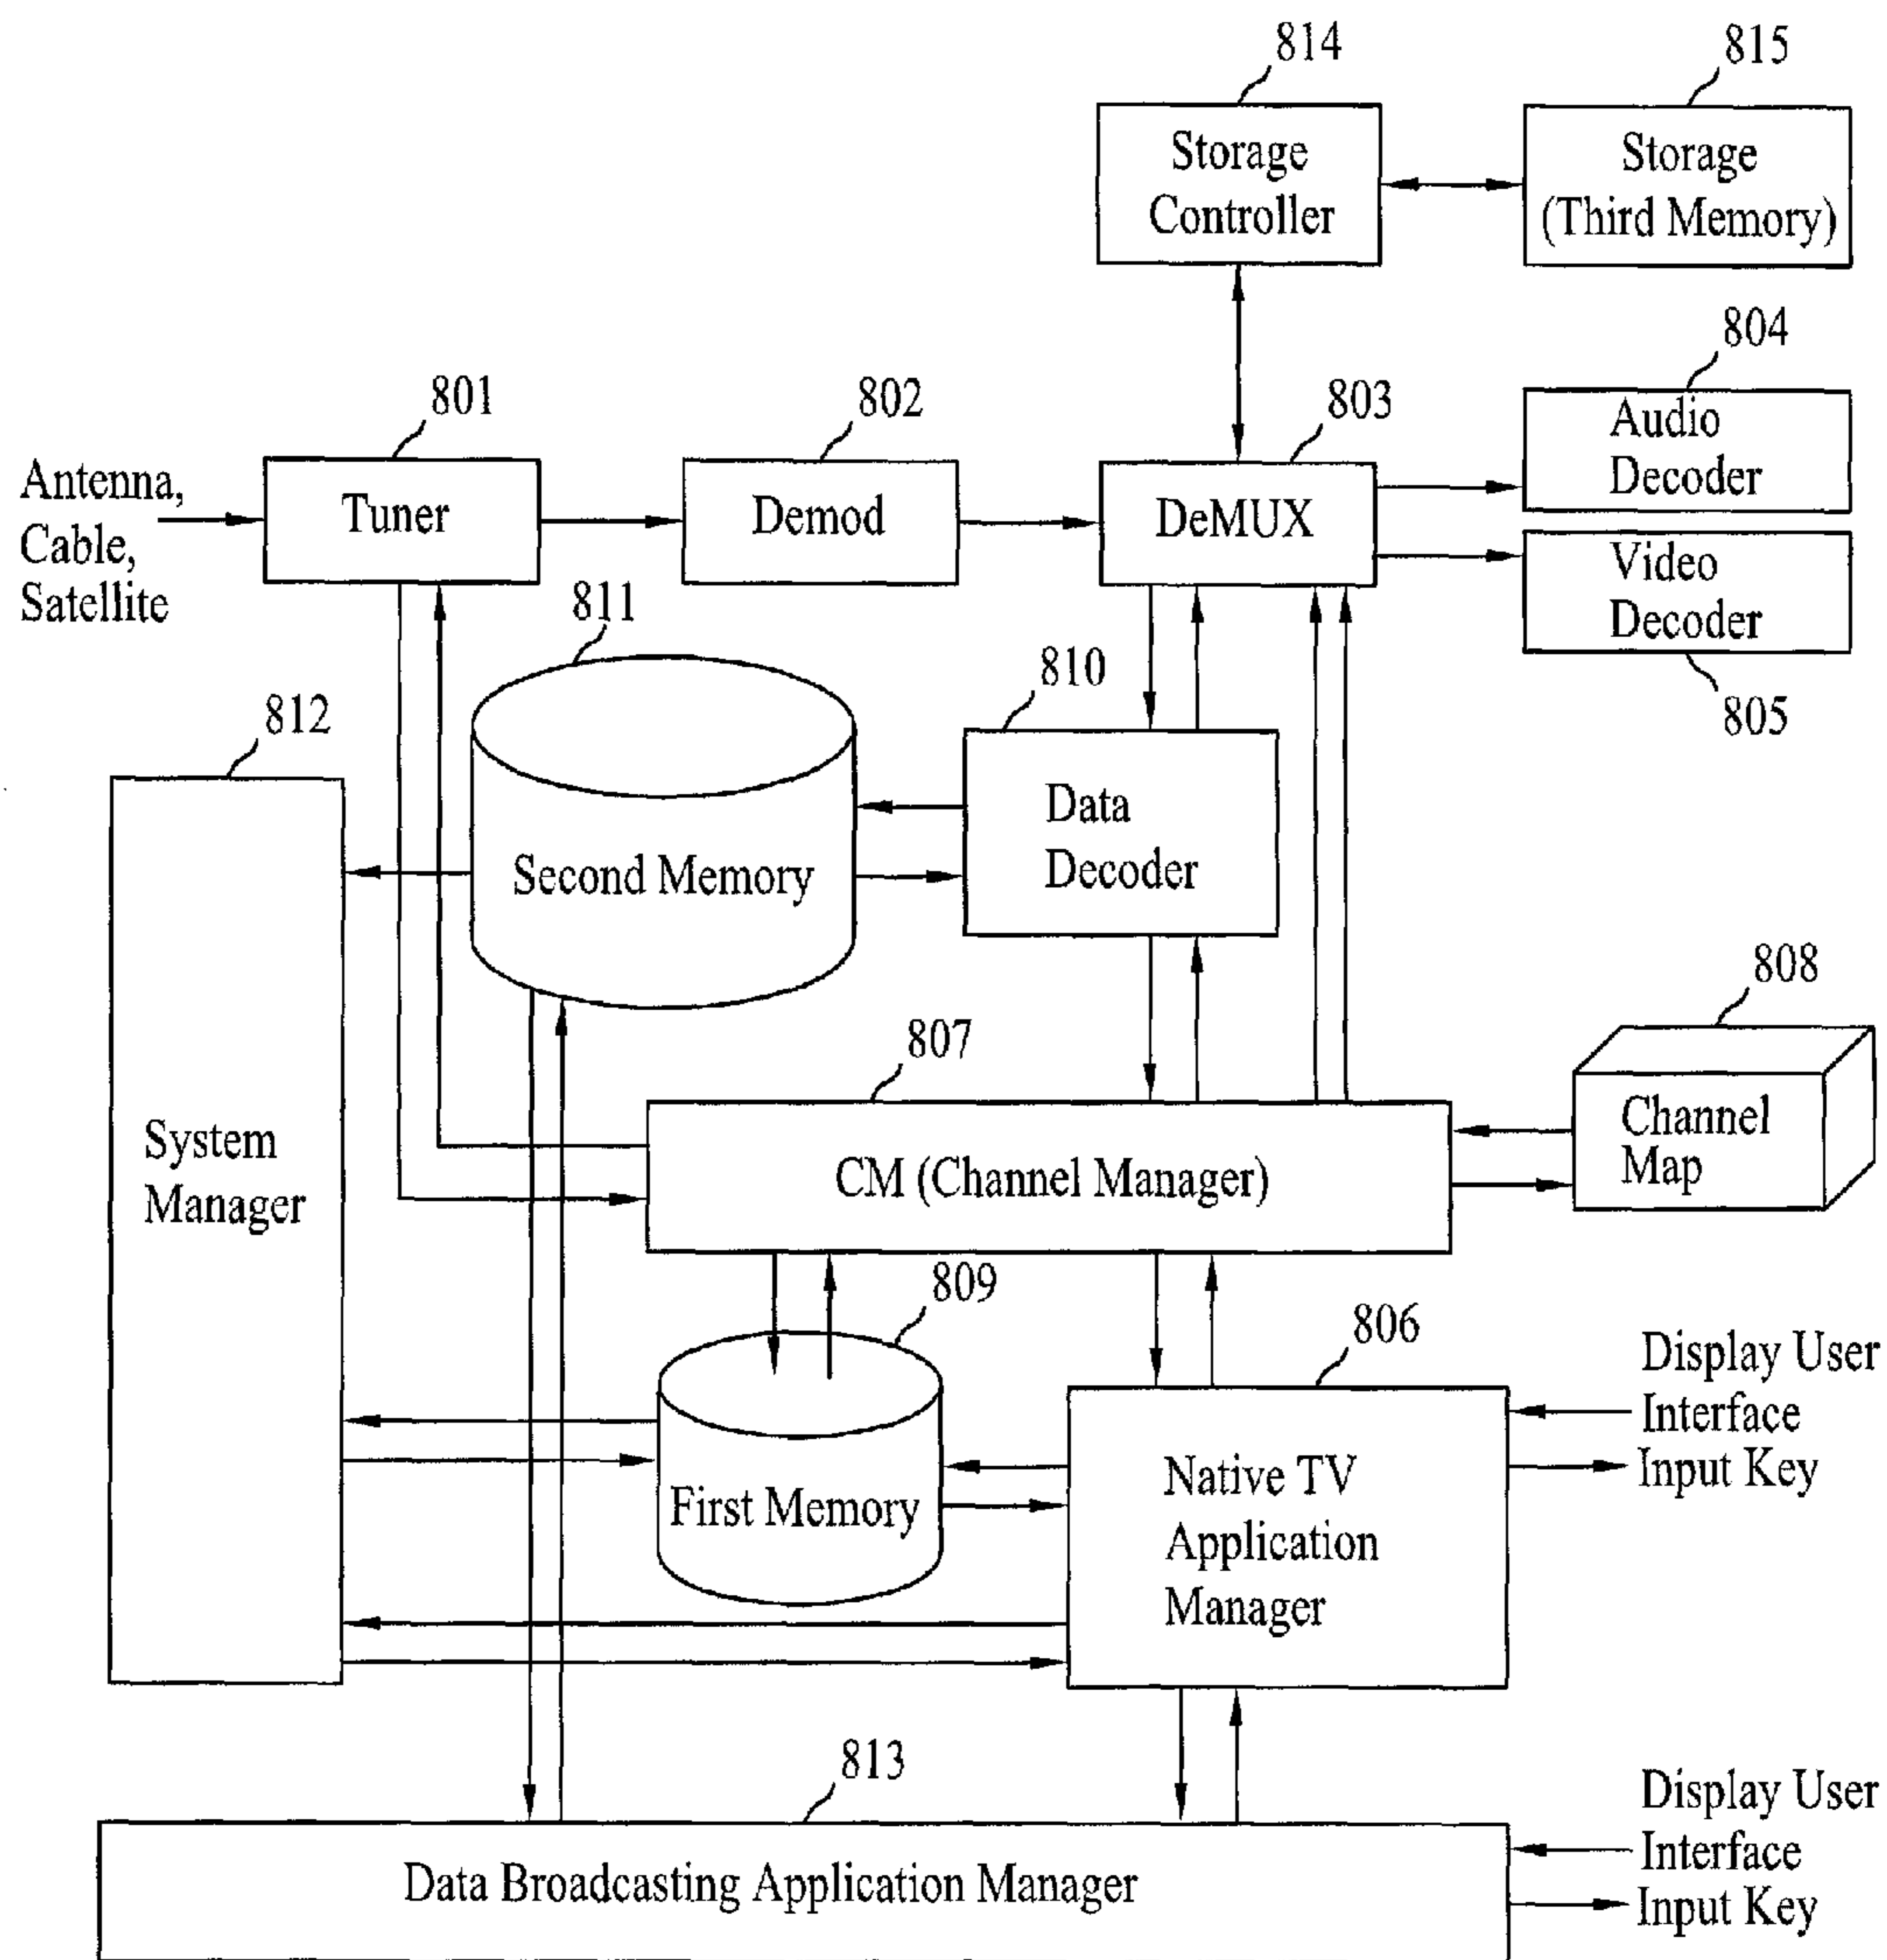 814
815
Storage
Controller
Storage
(Third Memory)
804
801
802
803
Audio
Decoder
Antenna,
Cable,
Satellite
Tuner
Demod
DeMUX
Video
Decoder
811
810
805
812
Data
Decoder
Second Memory
808
807
System
Manager
CM (Channel Manager)
Channel
Map
809
806
Display User
Interface
Input Key
First Memory
Native TV
Application
Manager
813
Display User
Interface
Input Key
Data Broadcasting Application Manager